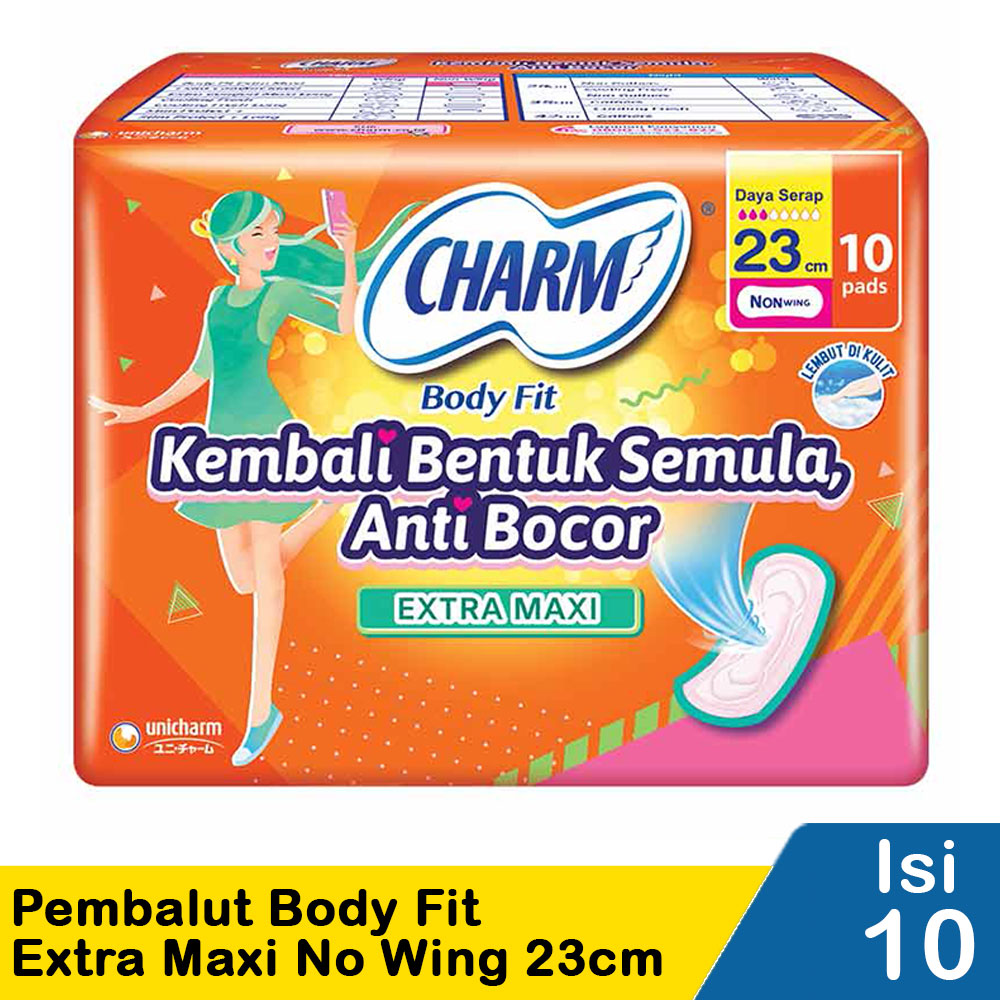 unicharm
Daya Serap
23 cm
10
pads
NONWING
CHARM
®
LEMBUT DI KULIT
Body Fit
Kembali Bentuk Semula,
Anti Bocor
EXTRA MAXI
unicharm
ユニ・チャーム
Pembalut Body Fit
Extra Maxi No Wing 23cm
Isi
10